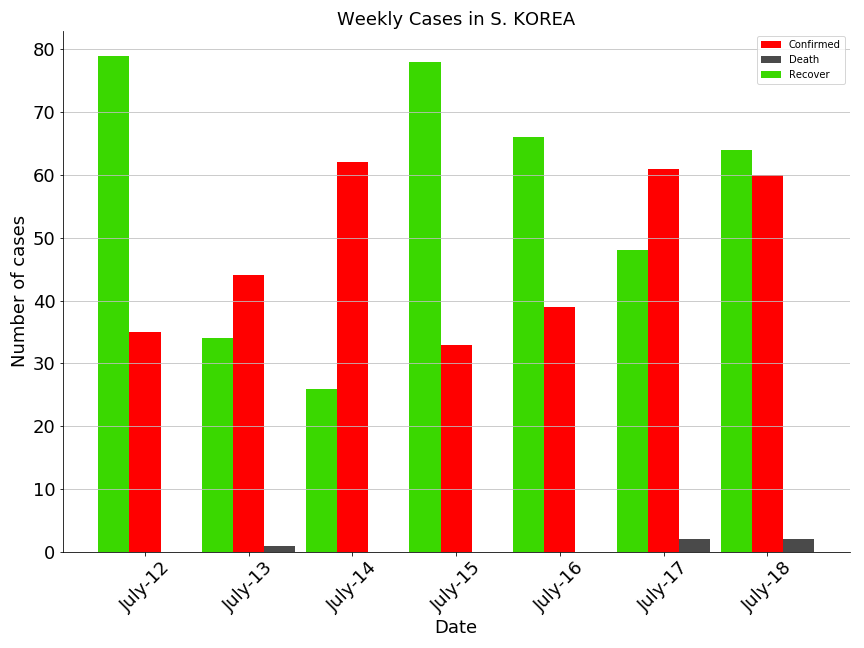 Weekly Cases in S. KOREA
Confirmed
Death
Recover
Number of cases
80
70
60
50
40
30
20
10
0
July-12
July-13
July-14
July-15
July-16
July-17
July-18
Date